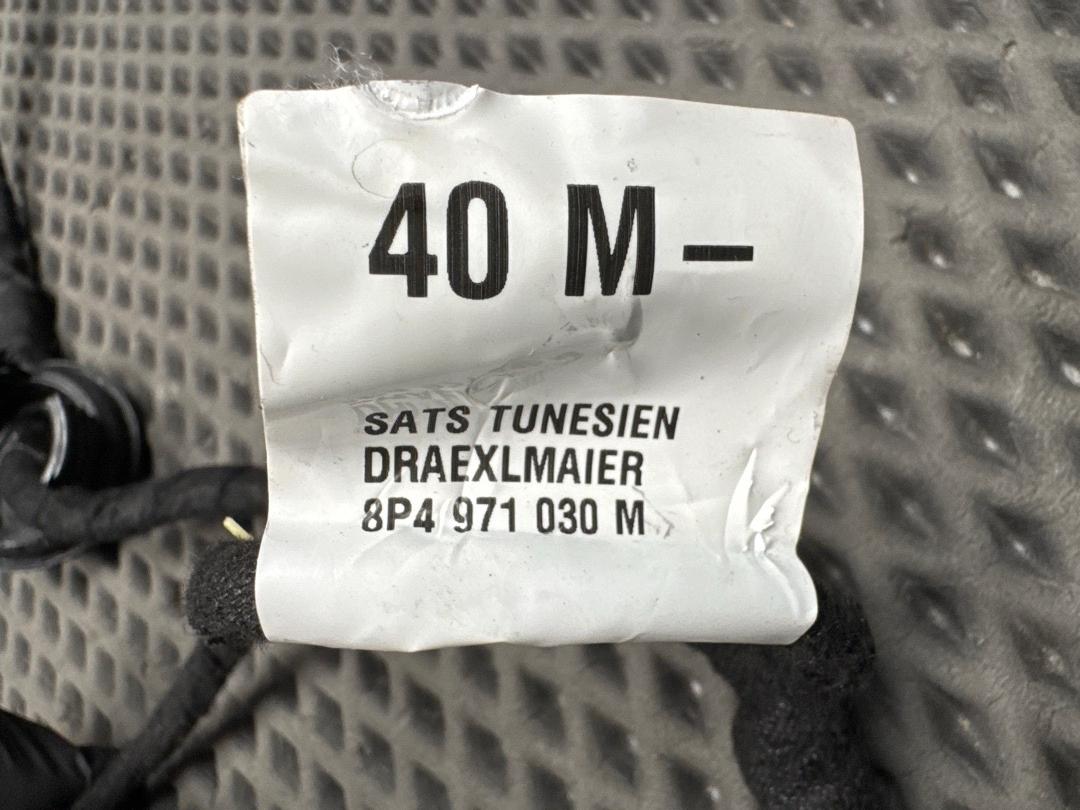 40 M –
SATS TUNESIEN
DRAEXLMAIER
8P4 971 030 M